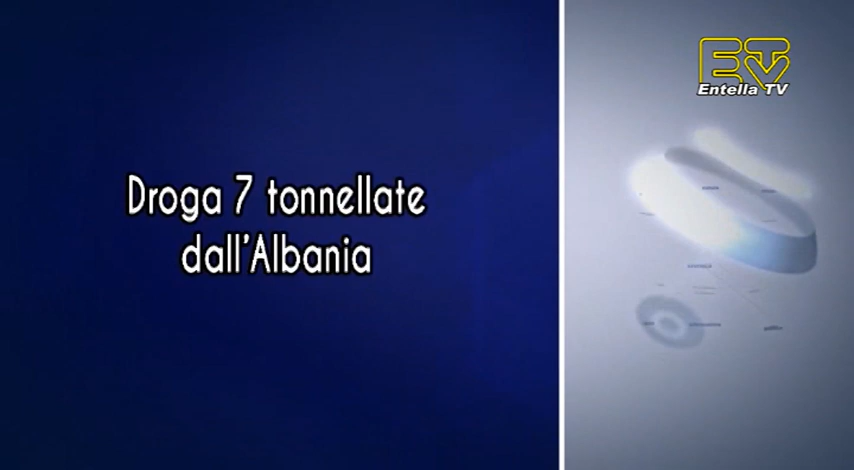 Droga 7 tonnellate
dall'Albania
ETV
Entella TV